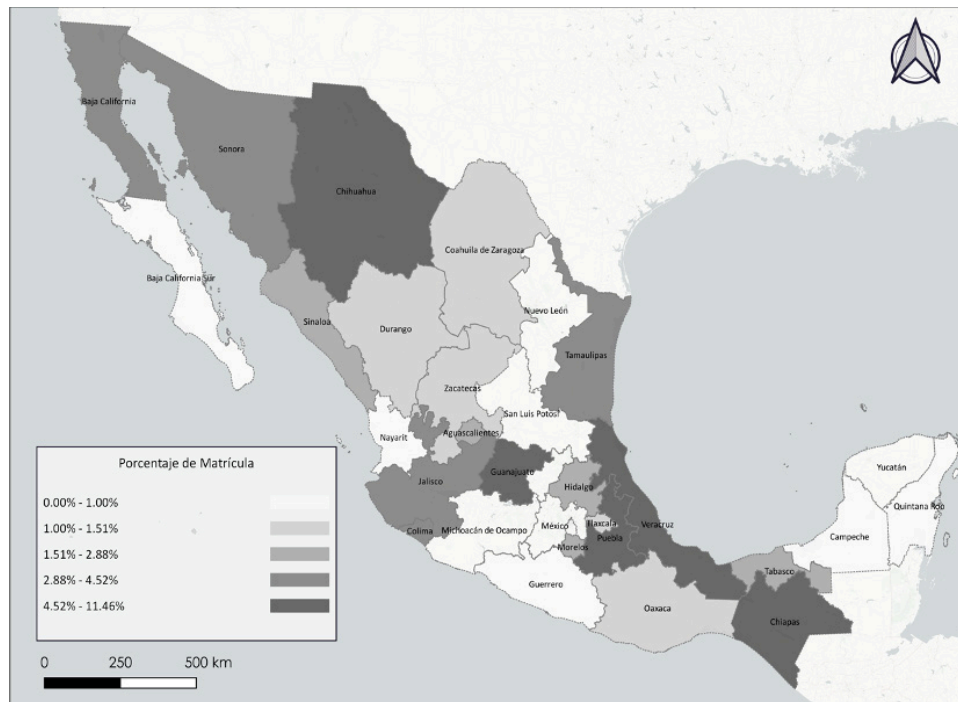 Baja California
Sonora
Chihuahua
Coahuila de Zaragoza
Baja California Sur
Nuevo León
Sinaloa
Durango
Tamaulipas
Zacatecas
San Luis Potosí
Nayarit
Aguascalientes
Guanajuato
Jalisco
Hidalgo
Yucatán
Quintana Roo
Colima
Michoacán de Ocampo
México
Tlaxcala
Veracruz
Puebla
Campeche
Morelos
Guerrero
Tabasco
Oaxaca
Chiapas
Porcentaje de Matrícula
0.00% - 1.00%
1.00% - 1.51%
1.51% - 2.88%
2.88% - 4.52%
4.52% - 11.46%
0 250 500 km